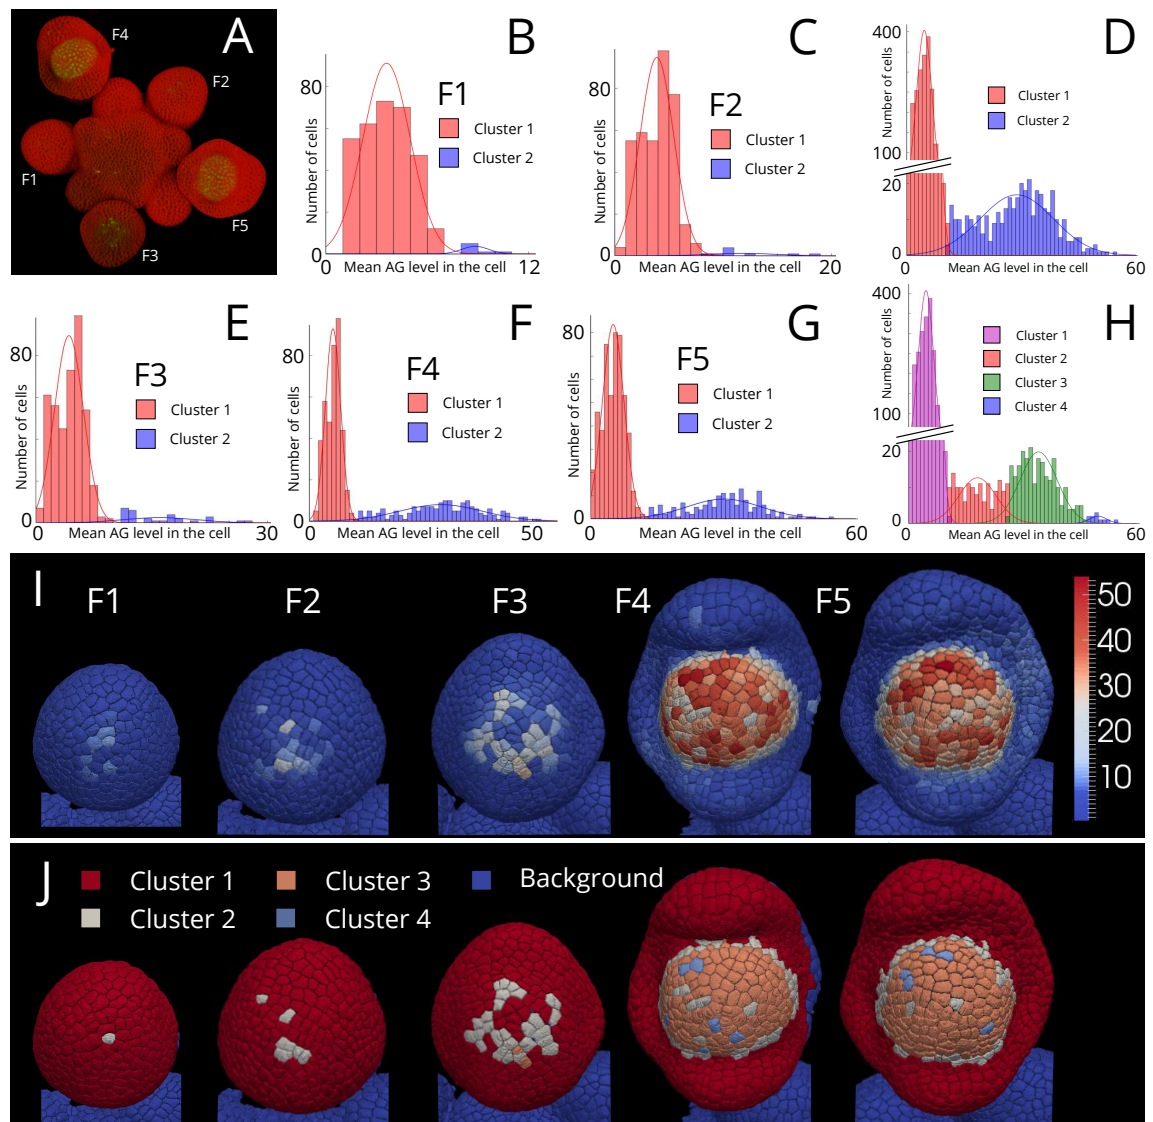 A
F4
F2
F1
F5
F3
B
F1
Number of cells
80
0
Cluster 1
Cluster 2
0
Mean AG level in the cell
12
C
F2
Number of cells
80
0
Cluster 1
Cluster 2
0
Mean AG level in the cell
20
D
Number of cells
400
100
20
0
Cluster 1
Cluster 2
0
Mean AG level in the cell
60
E
F3
Number of cells
80
0
Cluster 1
Cluster 2
0
Mean AG level in the cell
30
F
F4
Number of cells
80
0
Cluster 1
Cluster 2
0
Mean AG level in the cell
50
G
F5
Number of cells
80
0
Cluster 1
Cluster 2
0
Mean AG level in the cell
60
H
Number of cells
400
100
20
0
Cluster 1
Cluster 2
Cluster 3
Cluster 4
0
Mean AG level in the cell
60
I
F1
F2
F3
F4
F5
50
40
30
20
10
J
Cluster 1
Cluster 3
Background
Cluster 2
Cluster 4